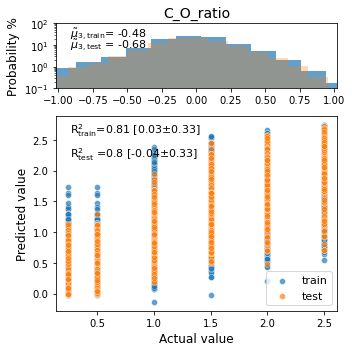 C_O_ratio
Probability %
10² 10¹ 10⁰ 10⁻¹
μ̃₃,train= -0.48
μ̃₃,test = -0.68
-1.00 -0.75 -0.50 -0.25 0.00 0.25 0.50 0.75 1.00
R²train=0.81 [0.03±0.33]
R²test =0.8 [-0.04±0.33]
Predicted value
2.5
2.0
1.5
1.0
0.5
0.0
train
test
0.5 1.0 1.5 2.0 2.5
Actual value